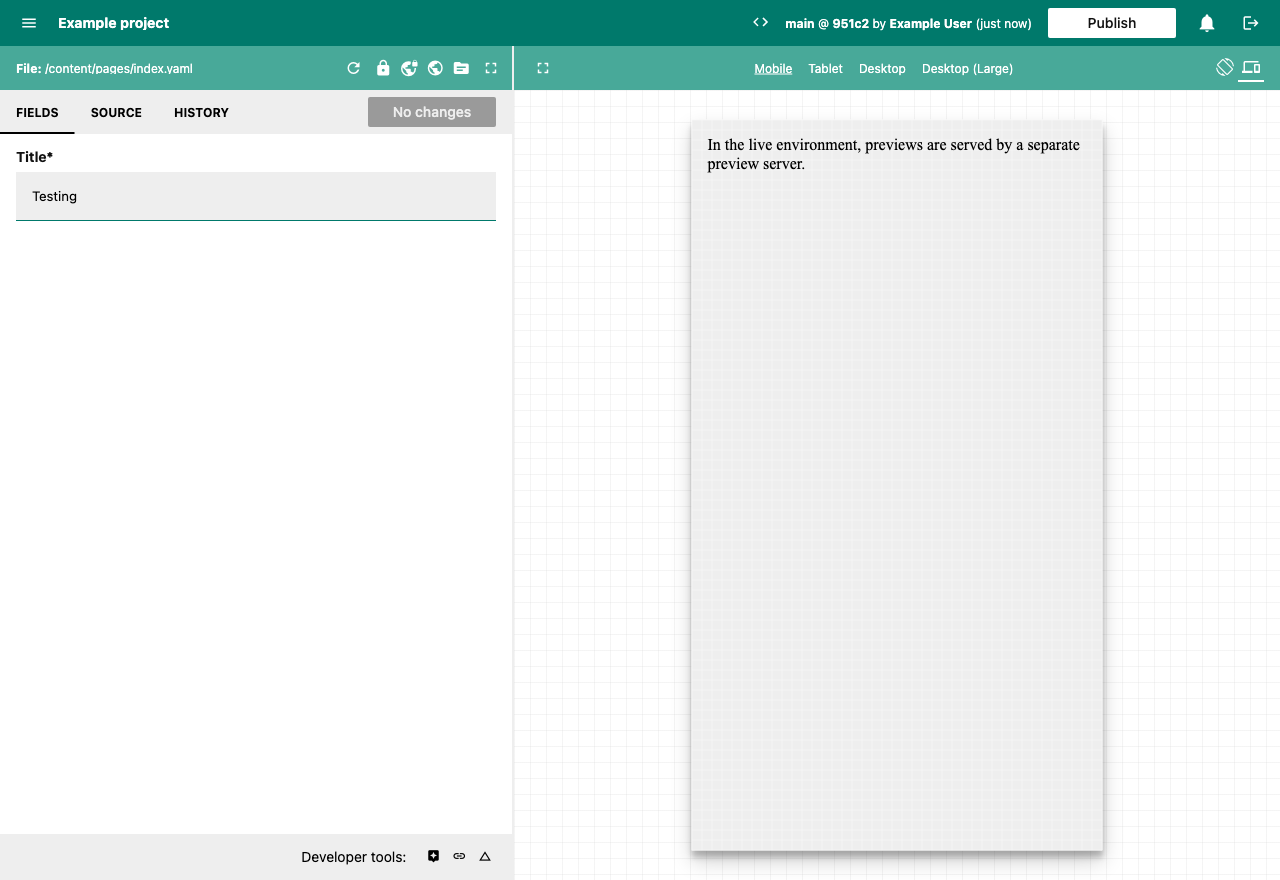 Example project
main @ 951c2 by Example User (just now)
Publish
File: /content/pages/index.yaml
Mobile
Tablet
Desktop
Desktop (Large)
FIELDS
SOURCE
HISTORY
No changes
Title*
Testing
In the live environment, previews are served by a separate
preview server.
Developer tools: